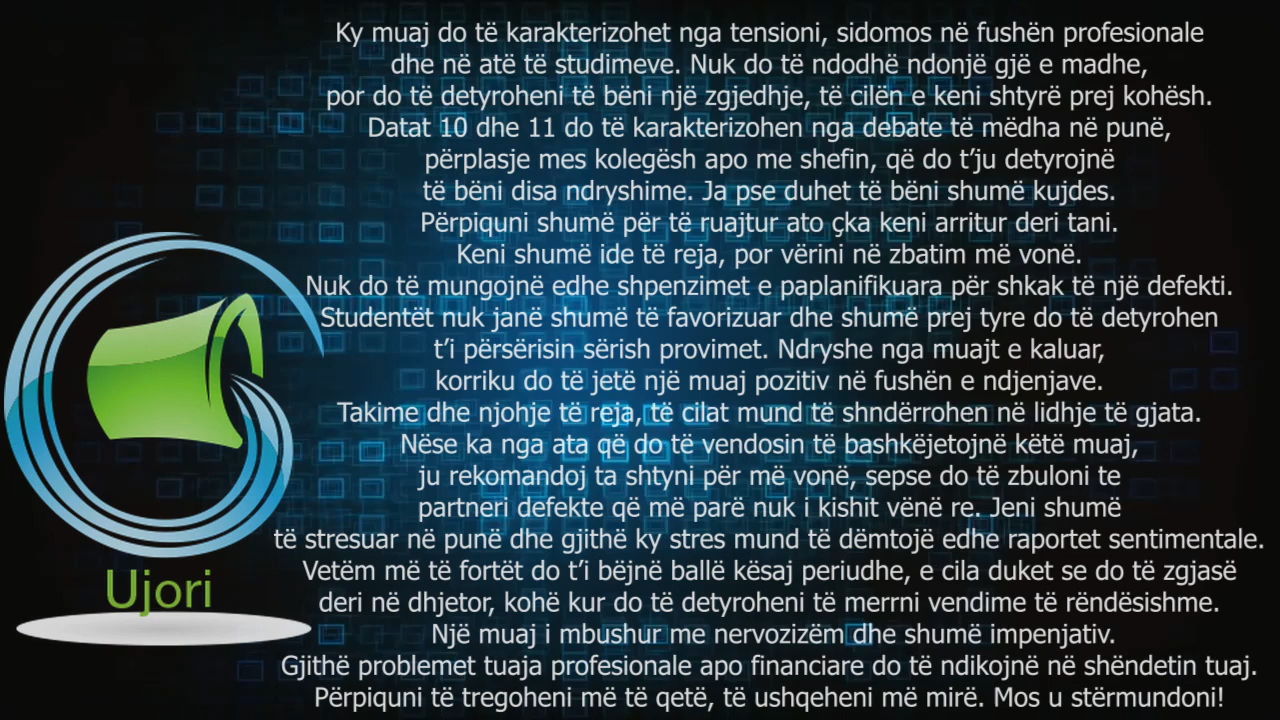 Ky muaj do të karakterizohet nga tensioni, sidomos në fushën profesionale
dhe në atë të studimeve. Nuk do të ndodhë ndonjë gjë e madhe,
por do të detyroheni të bëni një zgjedhje, të cilën e keni shtyrë prej kohësh.
Datat 10 dhe 11 do të karakterizohen nga debate të mëdha në punë,
përplasje mes kolegësh apo me shefin, që do t’ju detyrojnë
të bëni disa ndryshime. Ja pse duhet të bëni shumë kujdes.
Përpiquni shumë për të ruajtur ato çka keni arritur deri tani.
Keni shumë ide të reja, por vërini në zbatim më vonë.
Nuk do të mungojnë edhe shpenzimet e paplanifikuara për shkak të një defekti.
Studentët nuk janë shumë të favorizuar dhe shumë prej tyre do të detyrohen
t’i përsërisin sërish provimet. Ndryshe nga muajt e kaluar,
korriku do të jetë një muaj pozitiv në fushën e ndjenjave.
Takime dhe njohje të reja, të cilat mund të shndërrohen në lidhje të gjata.
Nëse ka nga ata që do të vendosin të bashkëjetojnë këtë muaj,
ju rekomandoj ta shtyni për më vonë, sepse do të zbuloni te
partneri defekte që më parë nuk i kishit vënë re. Jeni shumë
të stresuar në punë dhe gjithë ky stres mund të dëmtojë edhe raportet sentimentale.
Vetëm më të fortët do t’i bëjnë ballë kësaj periudhe, e cila duket se do të zgjasë
deri në dhjetor, kohë kur do të detyroheni të merrni vendime të rëndësishme.
Një muaj i mbushur me nervozizëm dhe shumë impenjativ.
Gjithë problemet tuaja profesionale apo financiare do të ndikojnë në shëndetin tuaj.
Përpiquni të tregoheni më të qetë, të ushqeheni më mirë. Mos u stërmundoni!
Ujori